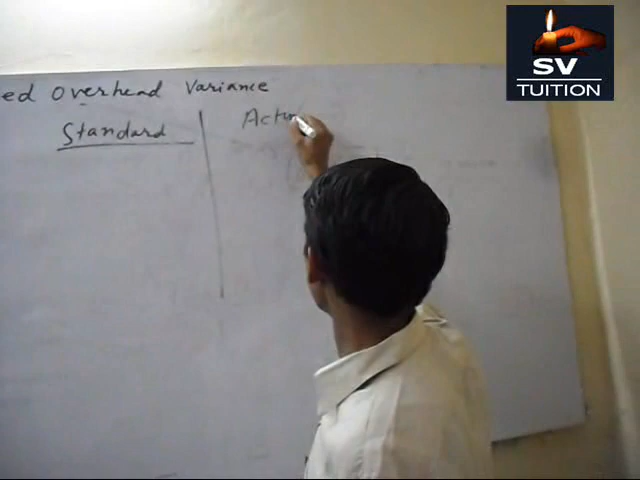 ed Overhead Variance
Standard
Actu
SV
TUITION